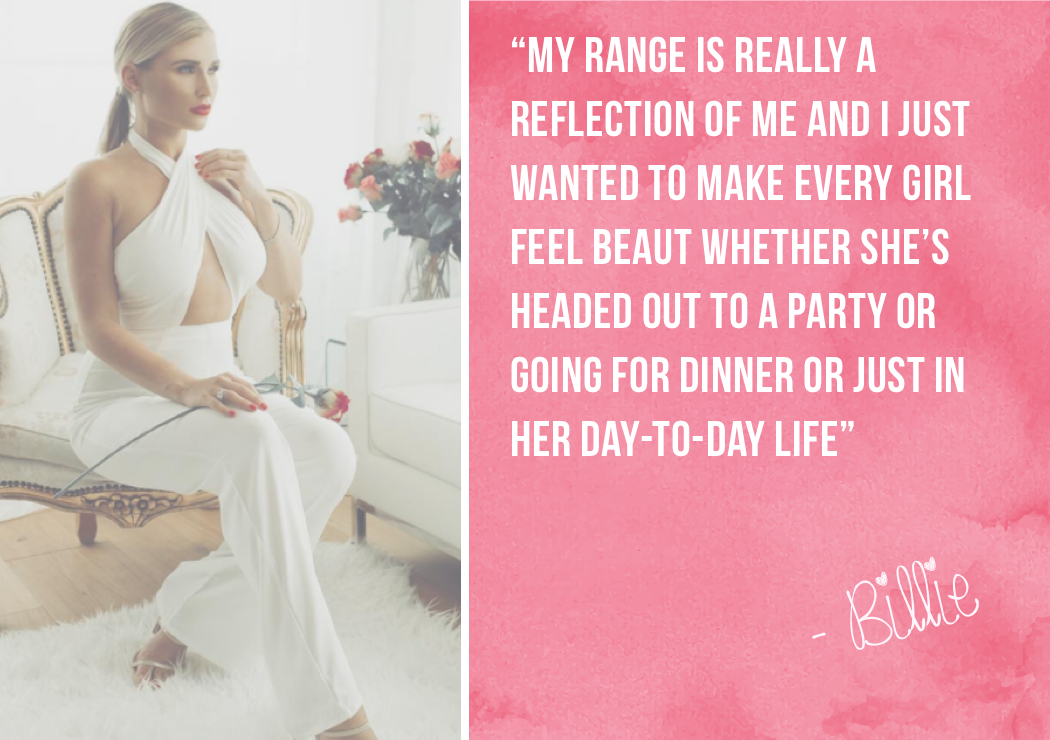 “MY RANGE IS REALLY A
REFLECTION OF ME AND I JUST
WANTED TO MAKE EVERY GIRL
FEEL BEAUT WHETHER SHE’S
HEADED OUT TO A PARTY OR
GOING FOR DINNER OR JUST IN
HER DAY-TO-DAY LIFE”
- Billie